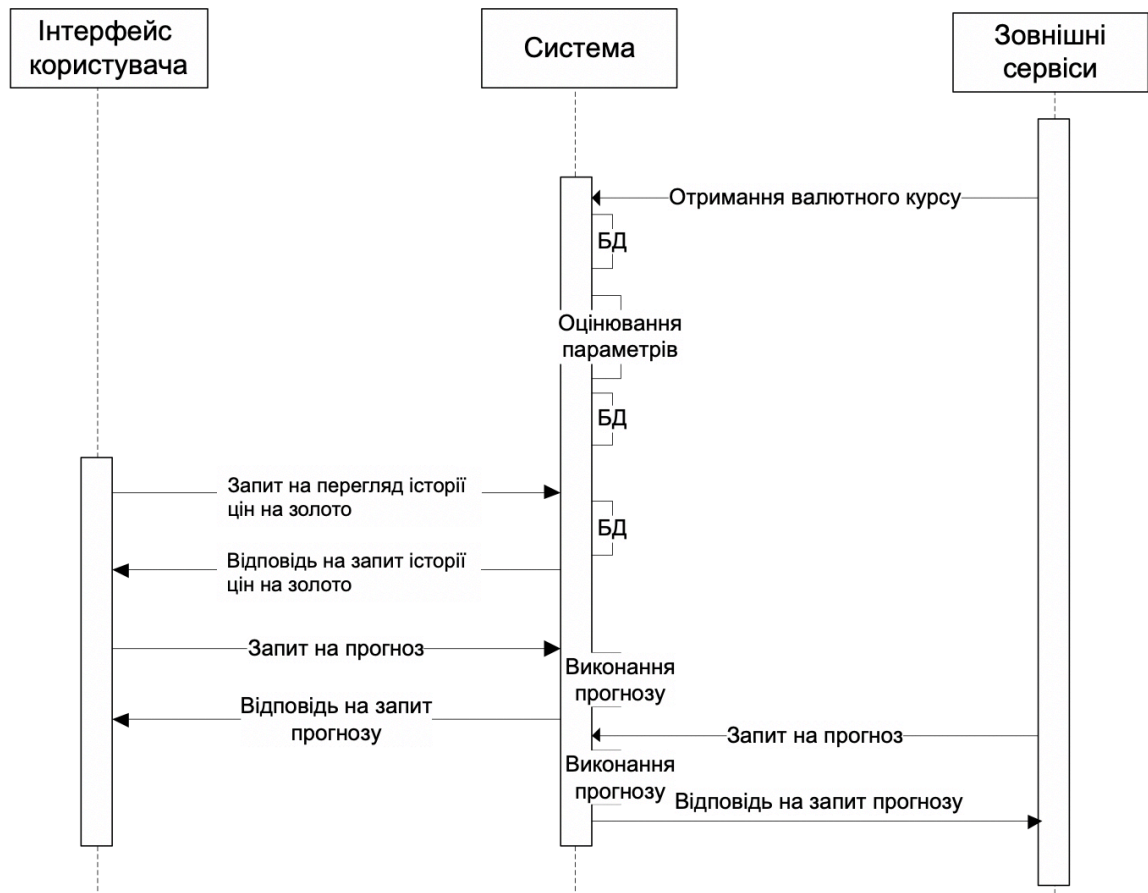 Інтерфейс
користувача
Система
Зовнішні
сервіси
Отримання валютного курсу
БД
Оцінювання
параметрів
БД
Запит на перегляд історії
цін на золото
БД
Відповідь на запит історії
цін на золото
Запит на прогноз
Виконання
прогнозу
Відповідь на запит
прогнозу
Запит на прогноз
Виконання
прогнозу
Відповідь на запит прогнозу